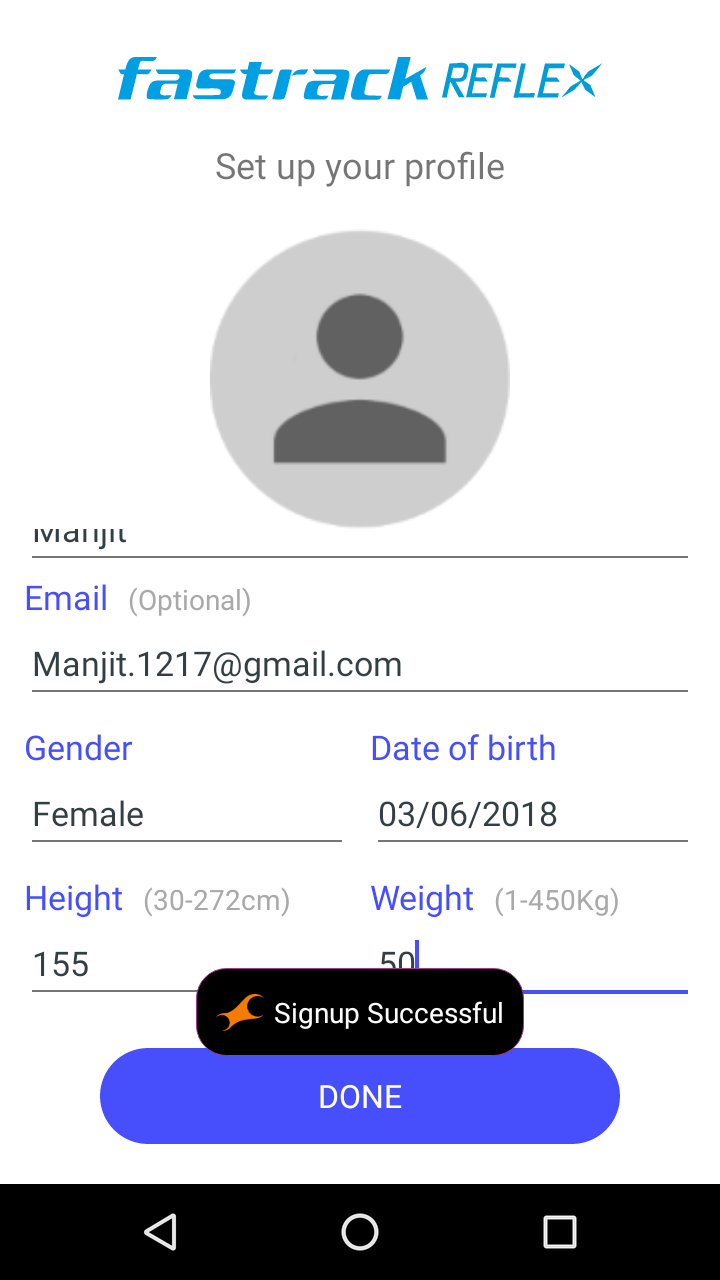 fastrack REFLEX
Set up your profile
Manjit
Email (Optional)
Manjit.1217@gmail.com
Gender Date of birth
Female 03/06/2018
Height (30-272cm) Weight (1-450Kg)
155 50
Signup Successful
DONE